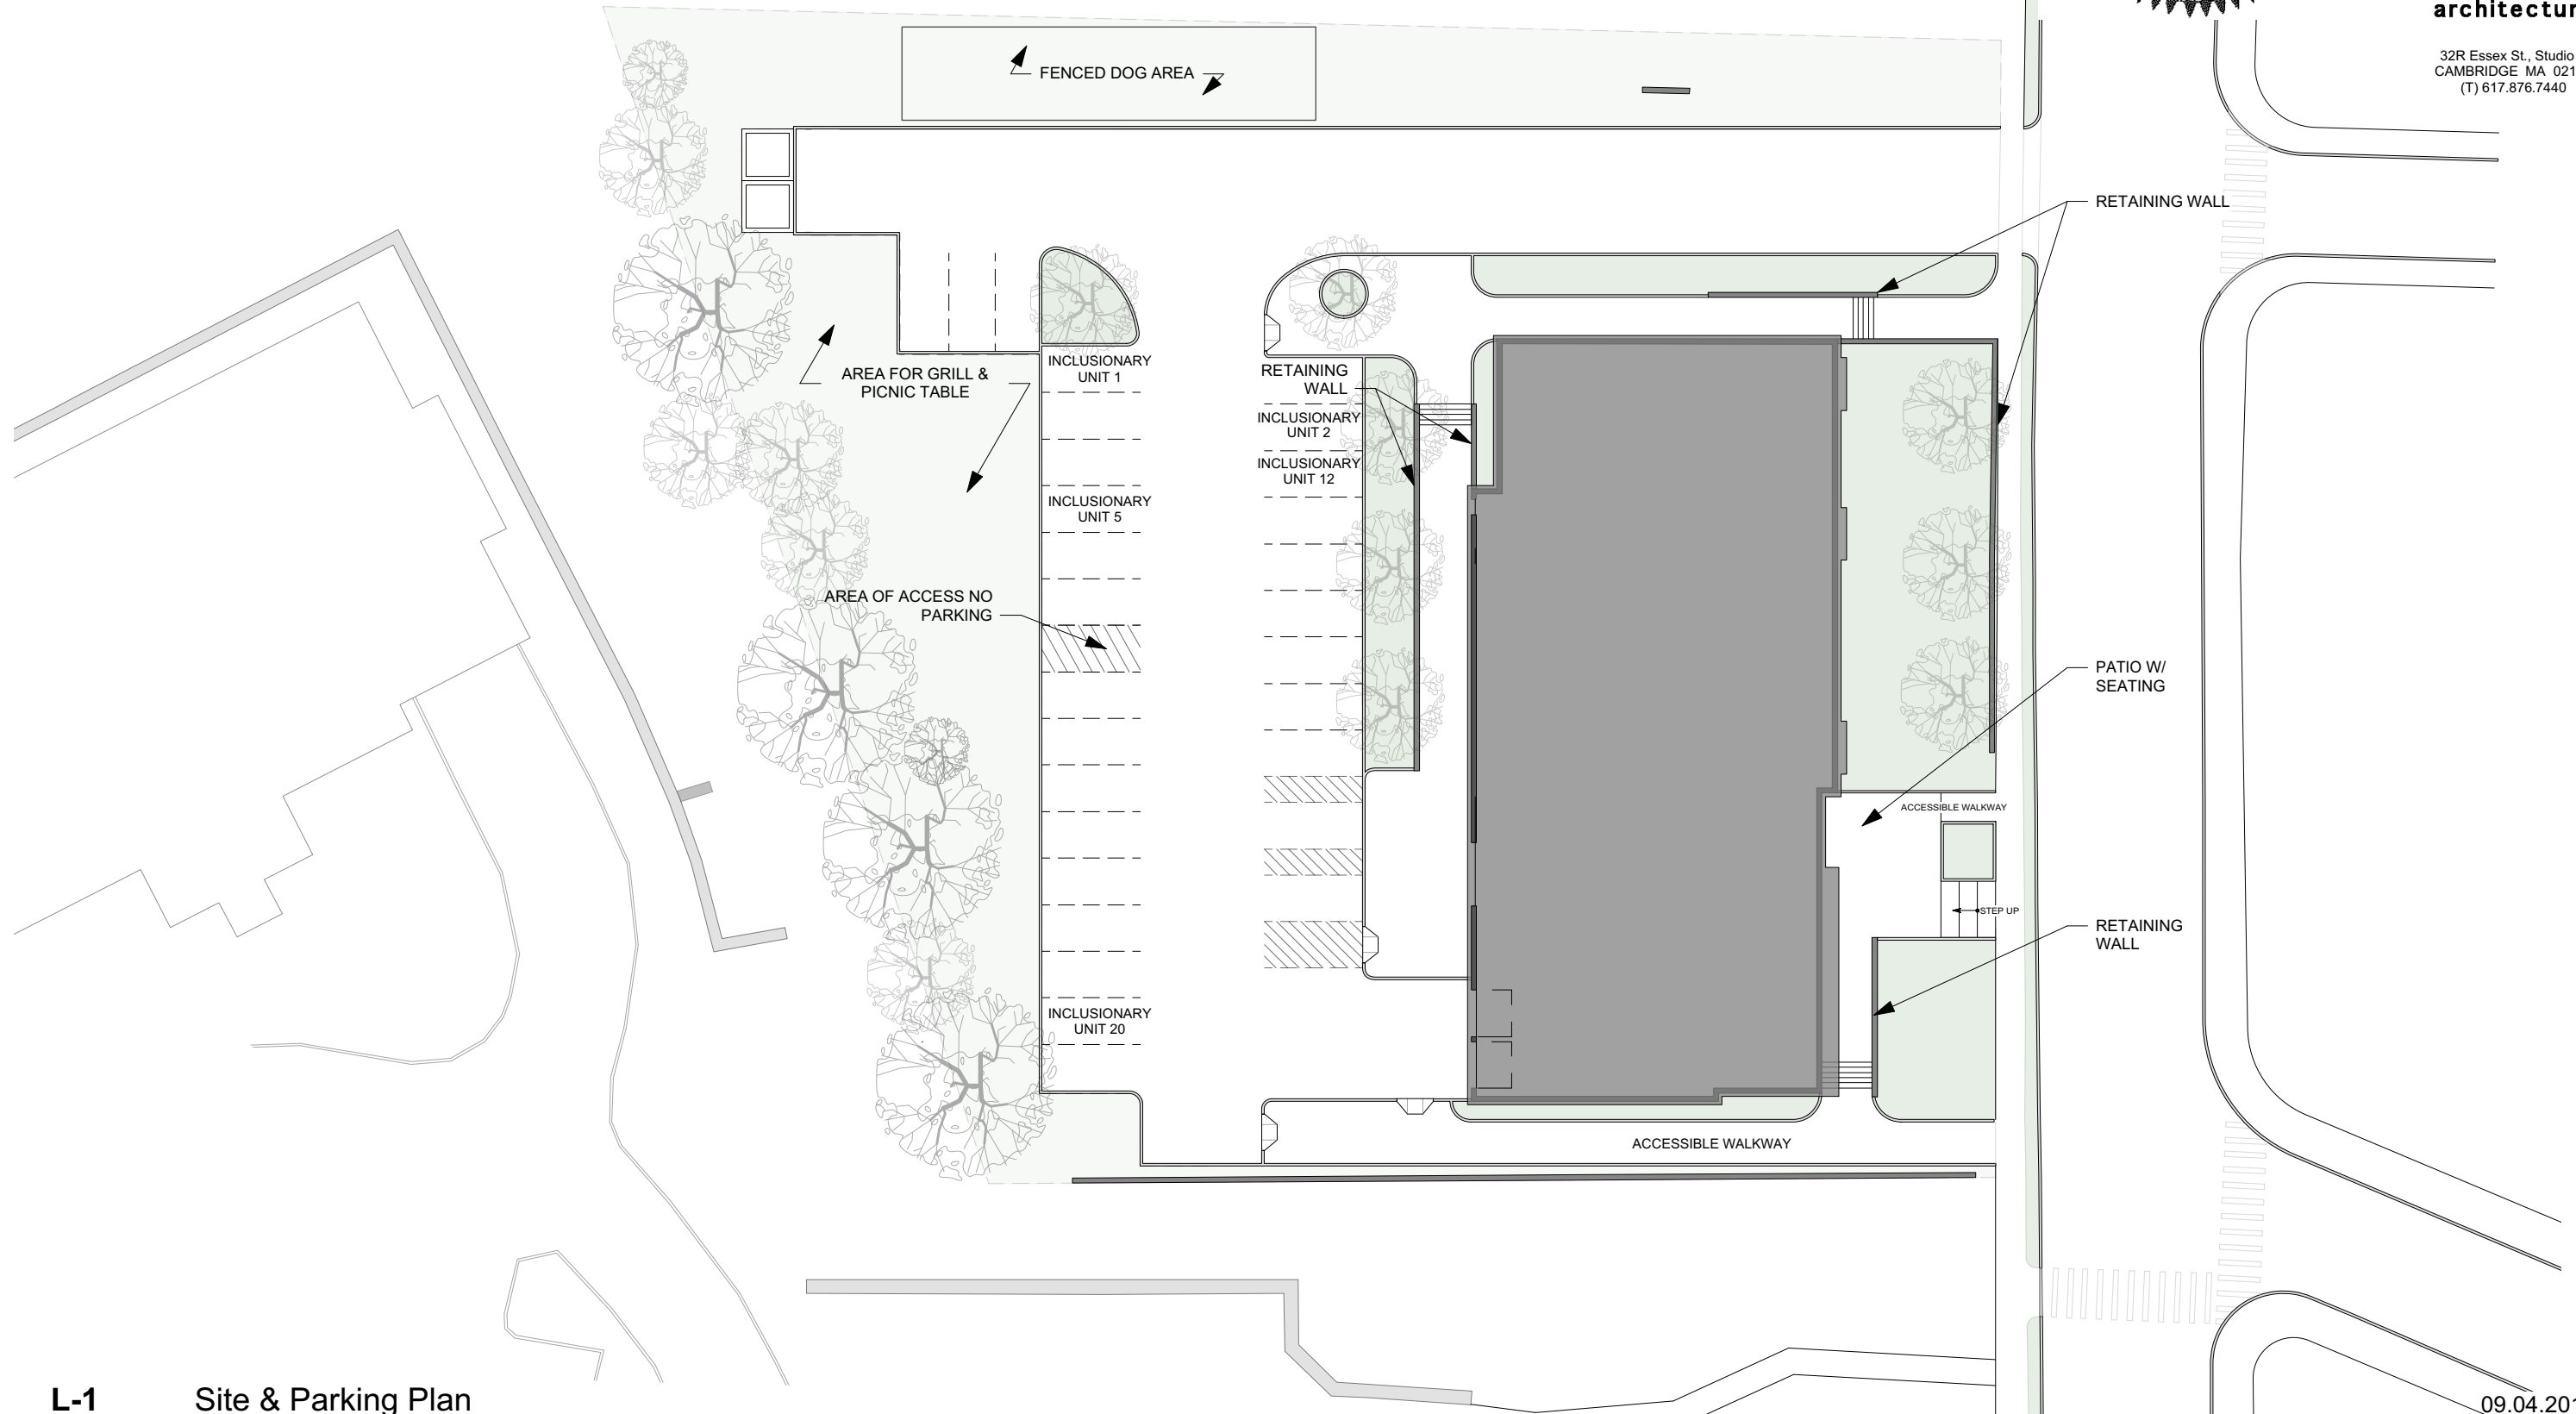 architectur
32R Essex St., Studio
CAMBRIDGE MA 021
(T) 617.876.7440
FENCED DOG AREA
RETAINING WALL
INCLUSIONARY
UNIT 1
AREA FOR GRILL &
PICNIC TABLE
RETAINING
WALL
INCLUSIONARY
UNIT 2
INCLUSIONARY
UNIT 12
INCLUSIONARY
UNIT 5
AREA OF ACCESS NO
PARKING
PATIO W/
SEATING
ACCESSIBLE WALKWAY
STEP UP
RETAINING
WALL
INCLUSIONARY
UNIT 20
ACCESSIBLE WALKWAY
L-1 Site & Parking Plan
09.04.201